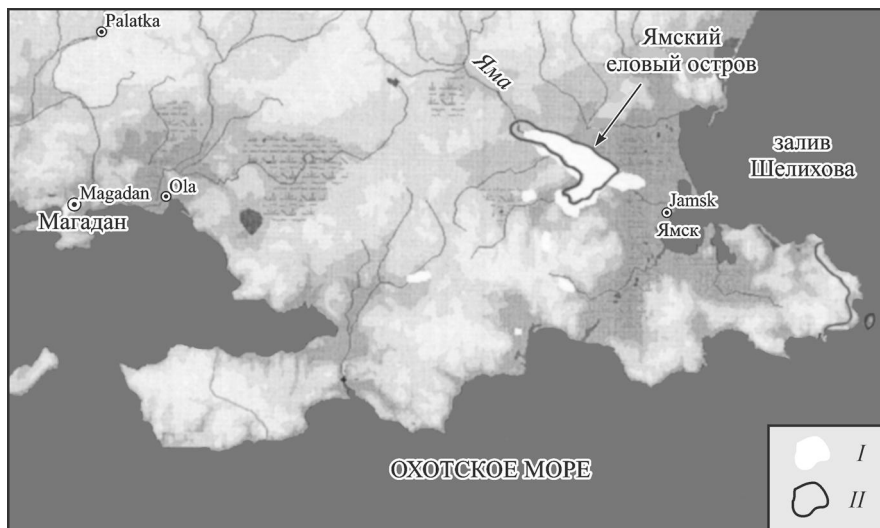 Palatka
Яма
Ямский
еловый остров
залив
Шелихова
Magadan
Ola
Магадан
Jamsk
Ямск
ОХОТСКОЕ МОРЕ
I
II